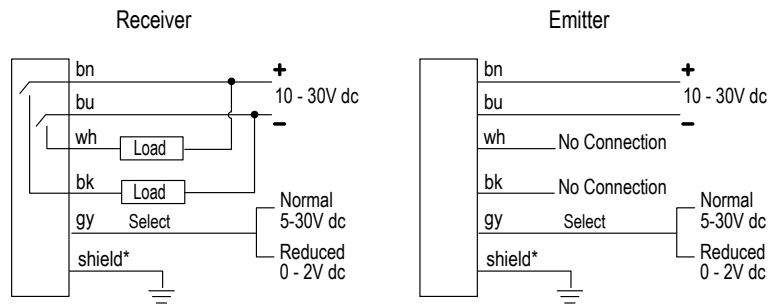 Receiver
bn
+
10 - 30V dc
bu
–
wh
Load
bk
Load
Normal
5-30V dc
gy
Select
Reduced
0 - 2V dc
shield*
Emitter
bn
+
10 - 30V dc
bu
–
wh
No Connection
bk
No Connection
Normal
5-30V dc
gy
Select
Reduced
0 - 2V dc
shield*